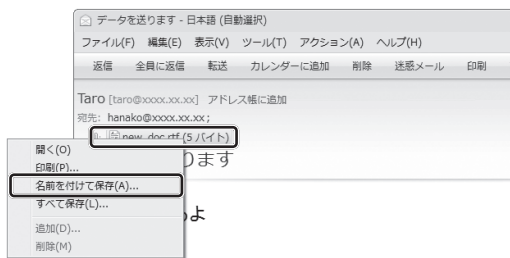 データを送ります - 日本語 (自動選択)
ファイル(F) 編集(E) 表示(V) ツール(T) アクション(A) ヘルプ(H)
返信 全員に返信 転送 カレンダーに追加 削除 迷惑メール 印刷
Taro [taro@xxxx.xx.xx] アドレス帳に追加
宛先: hanako@xxxx.xx.xx;
new_doc.rtf (5 バイト)
ります
るよ
開く(O)
印刷(P)...
名前を付けて保存(A)...
すべて保存(L)...
追加(D)...
削除(M)